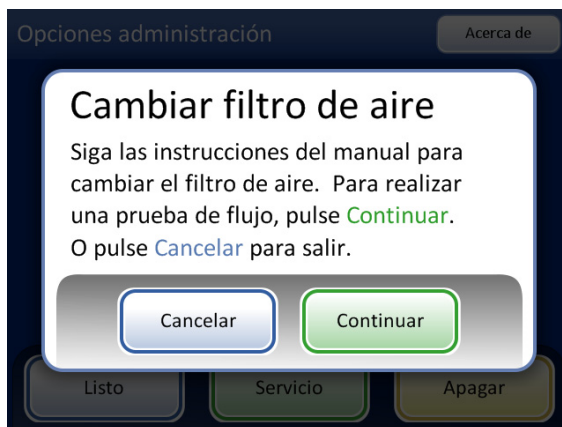 Opciones administración
Acerca de
Cambiar filtro de aire
Siga las instrucciones del manual para
cambiar el filtro de aire.  Para realizar
una prueba de flujo, pulse Continuar.
O pulse Cancelar para salir.
Cancelar
Continuar
Listo
Servicio
Apagar